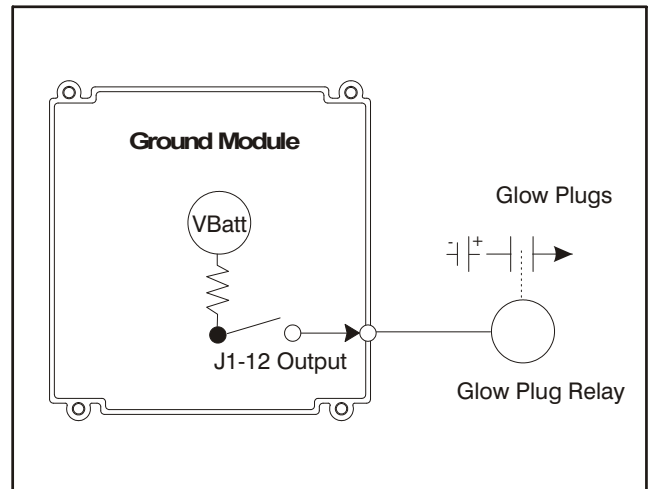 Ground Module
VBatt
Glow Plugs
- +
J1-12 Output
Glow Plug Relay